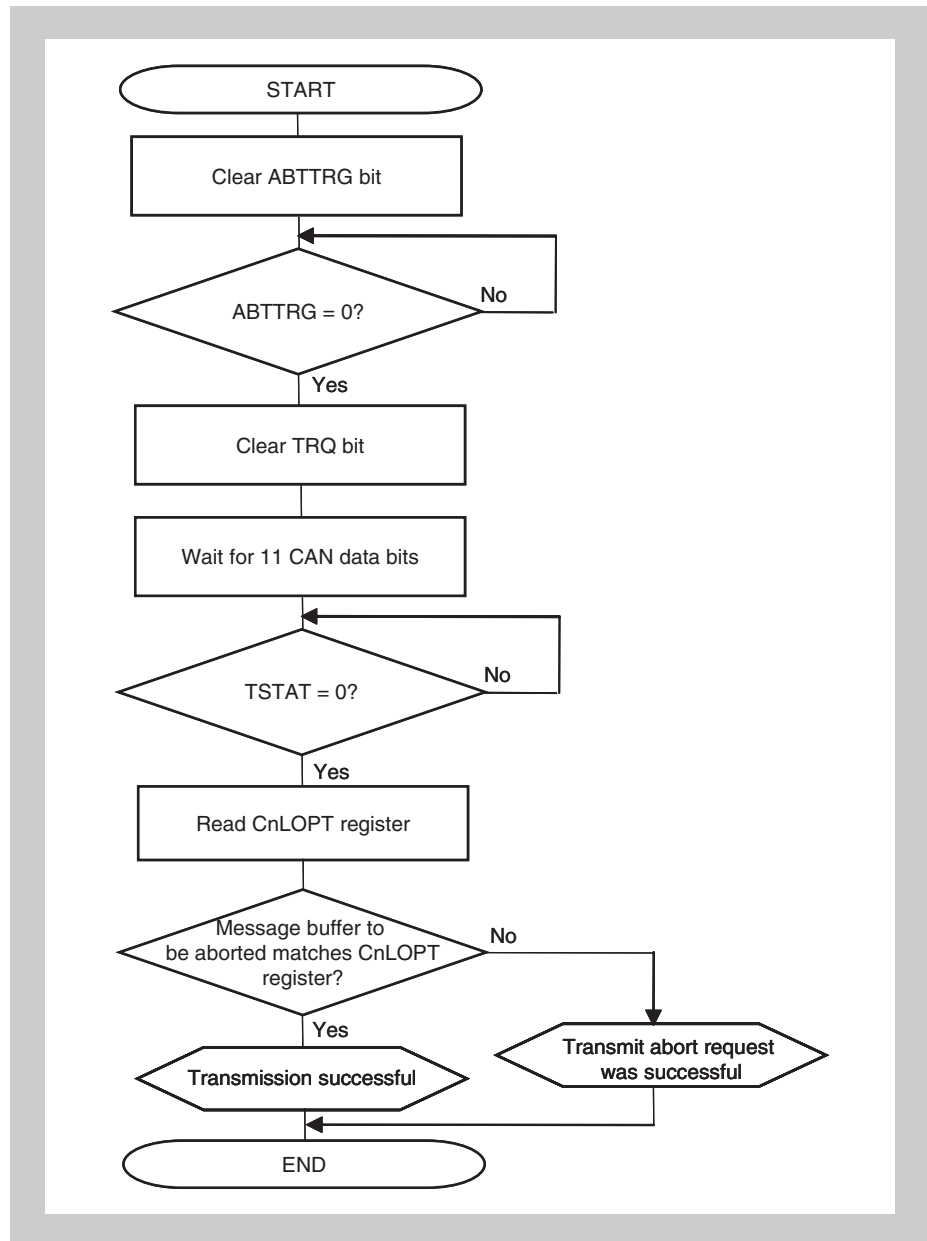 START
Clear ABTTRG bit
ABTTRG = 0?
No
Yes
Clear TRQ bit
Wait for 11 CAN data bits
TSTAT = 0?
No
Yes
Read CnLOPT register
Message buffer to
be aborted matches CnLOPT
register?
No
Yes
Transmission successful
Transmit abort request
was successful
END